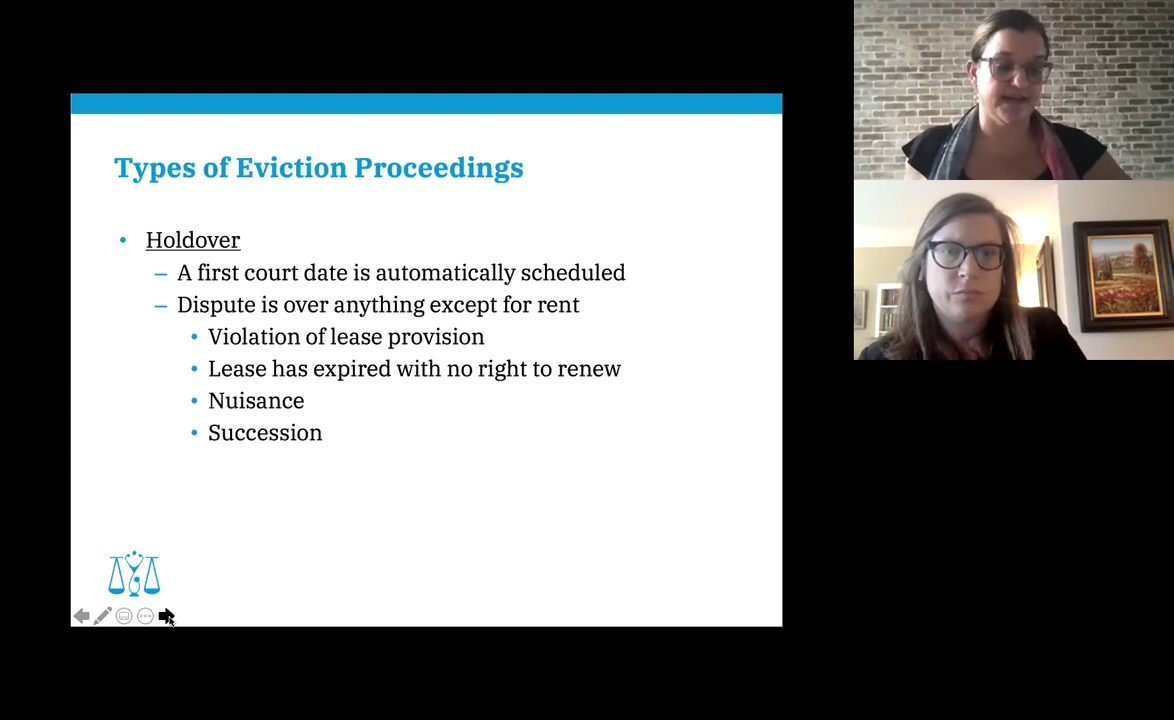 Types of Eviction Proceedings
• Holdover
– A first court date is automatically scheduled
– Dispute is over anything except for rent
• Violation of lease provision
• Lease has expired with no right to renew
• Nuisance
• Succession